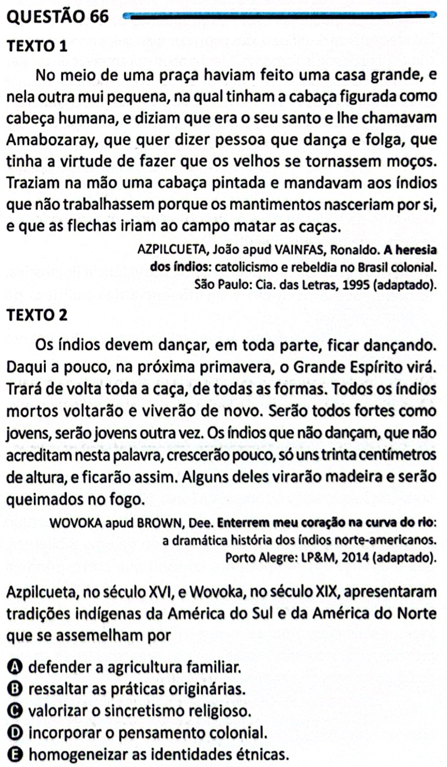 QUESTÃO 66
TEXTO 1
No meio de uma praça haviam feito uma casa grande, e
nela outra mui pequena, na qual tinham a cabaça figurada como
cabeça humana, e diziam que era o seu santo e lhe chamavam
Amabozaray, que quer dizer pessoa que dança e folga, que
tinha a virtude de fazer que os velhos se tornassem moços.
Traziam na mão uma cabaça pintada e mandavam aos índios
que não trabalhassem porque os mantimentos nasceriam por si,
e que as flechas iriam ao campo matar as caças.
AZPILCUETA, João apud VAINFAS, Ronaldo. A heresia
dos índios: catolicismo e rebeldia no Brasil colonial.
São Paulo: Cia. das Letras, 1995 (adaptado).
TEXTO 2
Os índios devem dançar, em toda parte, ficar dançando.
Daqui a pouco, na próxima primavera, o Grande Espírito virá.
Trará de volta toda a caça, de todas as formas. Todos os índios
mortos voltarão e viverão de novo. Serão todos fortes como
jovens, serão jovens outra vez. Os índios que não dançam, que não
acreditam nesta palavra, crescerão pouco, só uns trinta centímetros
de altura, e ficarão assim. Alguns deles virarão madeira e serão
queimados no fogo.
WOVOKA apud BROWN, Dee. Enterrem meu coração na curva do rio:
a dramática história dos índios norte-americanos.
Porto Alegre: LP&M, 2014 (adaptado).
Azpilcueta, no século XVI, e Wovoka, no século XIX, apresentaram
tradições indígenas da América do Sul e da América do Norte
que se assemelham por
A defender a agricultura familiar.
B ressaltar as práticas originárias.
C valorizar o sincretismo religioso.
D incorporar o pensamento colonial.
E homogeneizar as identidades étnicas.